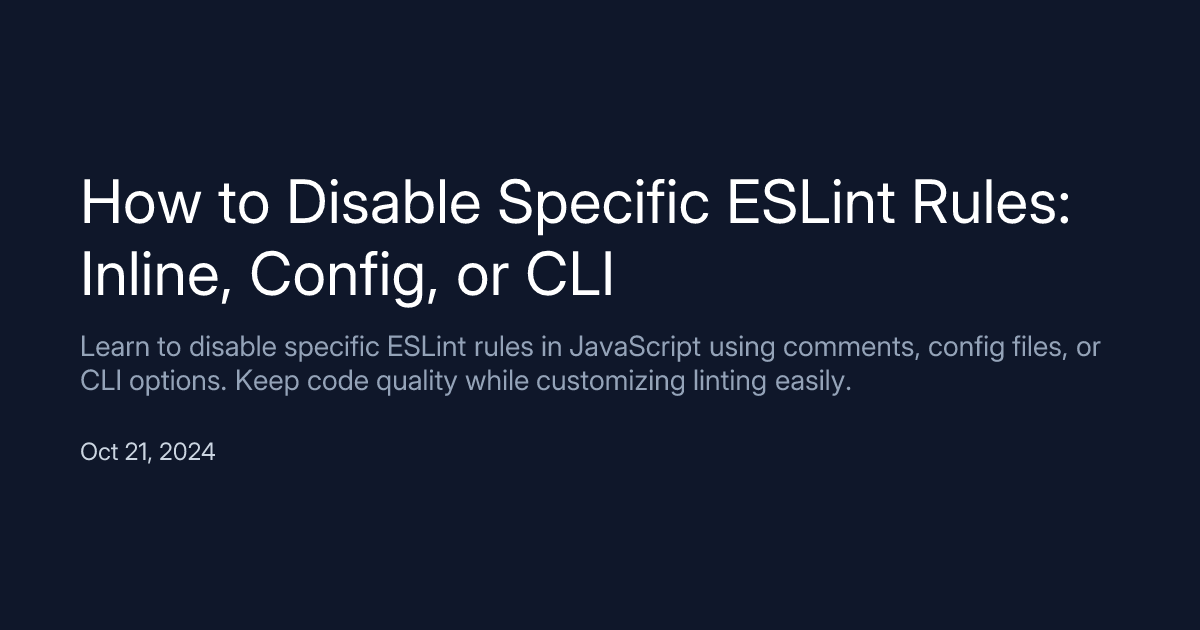 How to Disable Specific ESLint Rules:
Inline, Config, or CLI
Learn to disable specific ESLint rules in JavaScript using comments, config files, or
CLI options. Keep code quality while customizing linting easily.
Oct 21, 2024